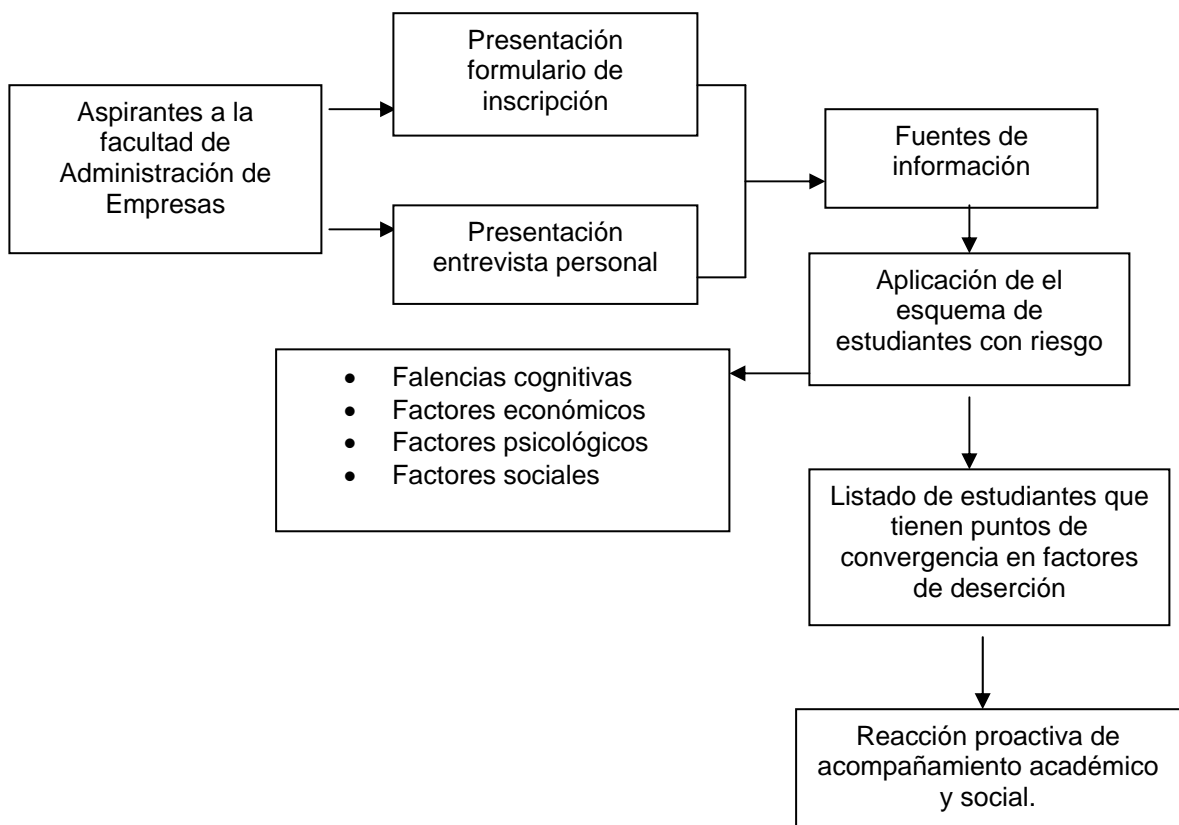 Aspirantes a la
facultad de
Administración de
Empresas
Presentación
formulario de
inscripción
Presentación
entrevista personal
Fuentes de
información
Aplicación de el
esquema de
estudiantes con riesgo
• Falencias cognitivas
• Factores económicos
• Factores psicológicos
• Factores sociales
Listado de estudiantes que
tienen puntos de
convergencia en factores
de deserción
Reacción proactiva de
acompañamiento académico
y social.